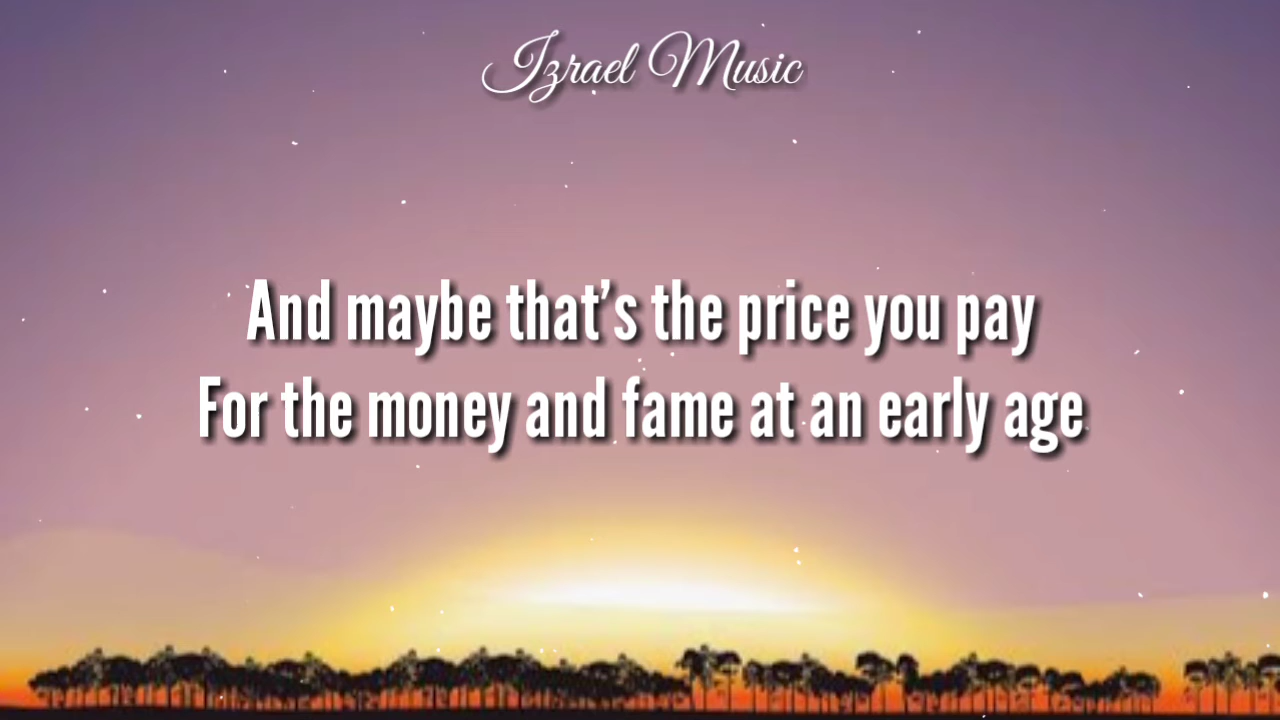 Izrael Music
And maybe that’s the price you pay
For the money and fame at an early age